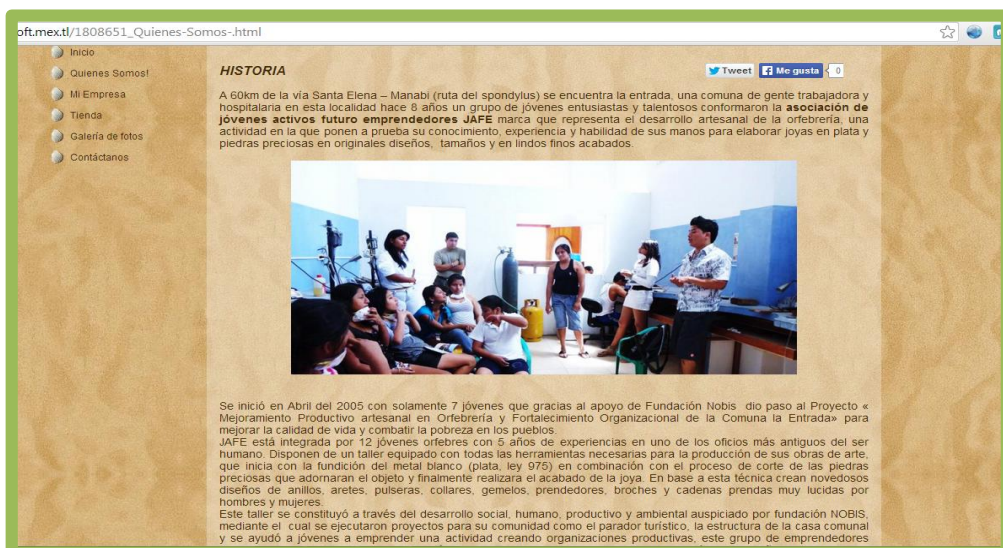 oft.mex.tl/1808651_Quienes-Somos-.html
Inicio
Quienes Somos!
Mi Empresa
Tienda
Galería de fotos
Contáctanos
HISTORIA
Tweet
Me gusta
0
A 60km de la vía Santa Elena – Manabi (ruta del spondylus) se encuentra la entrada, una comuna de gente trabajadora y
hospitalaria en esta localidad hace 8 años un grupo de jóvenes entusiastas y talentosos conformaron la asociación de
jóvenes activos futuro emprendedores JAFE marca que representa el desarrollo artesanal de la orfebrería, una
actividad en la que ponen a prueba su conocimiento, experiencia y habilidad de sus manos para elaborar joyas en plata y
piedras preciosas en originales diseños, tamaños y en lindos finos acabados.
Se inició en Abril del 2005 con solamente 7 jóvenes que gracias al apoyo de Fundación Nobis dio paso al Proyecto «
Mejoramiento Productivo artesanal en Orfebrería y Fortalecimiento Organizacional de la Comuna la Entrada» para
mejorar la calidad de vida y combatir la pobreza en los pueblos.
JAFE está integrada por 12 jóvenes orfebres con 5 años de experiencias en uno de los oficios más antiguos del ser
humano. Disponen de un taller equipado con todas las herramientas necesarias para la producción de sus obras de arte,
que inicia con la fundición del metal blanco (plata, ley 975) en combinación con el proceso de corte de las piedras
preciosas que adornaran el objeto y finalmente realizara el acabado de la joya. En base a esta técnica crean novedosos
diseños de anillos, aretes, pulseras, collares, gemelos, prendedores, broches y cadenas prendas muy lucidas por
hombres y mujeres.
Este taller se constituyó a través del desarrollo social, humano, productivo y ambiental auspiciado por fundación NOBIS,
mediante el cual se ejecutaron proyectos para su comunidad como el parador turístico, la estructura de la casa comunal
y se ayudó a jóvenes a emprender una actividad creando organizaciones productivas, este grupo de emprendedores